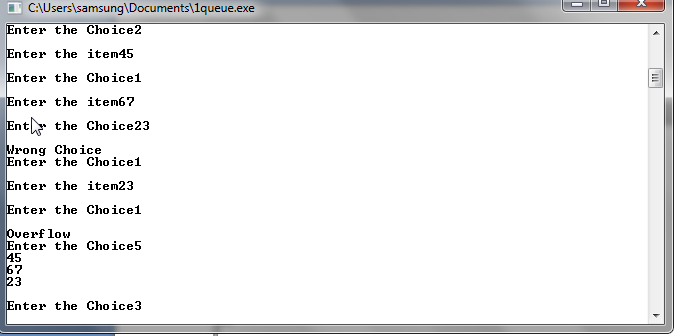 C:\Users\samsung\Documents\1queue.exe
Enter the Choice2
Enter the item45
Enter the Choice1
Enter the item67
Enter the Choice23
Wrong Choice
Enter the Choice1
Enter the item23
Enter the Choice1
Overflow
Enter the Choice5
45
67
23
Enter the Choice3